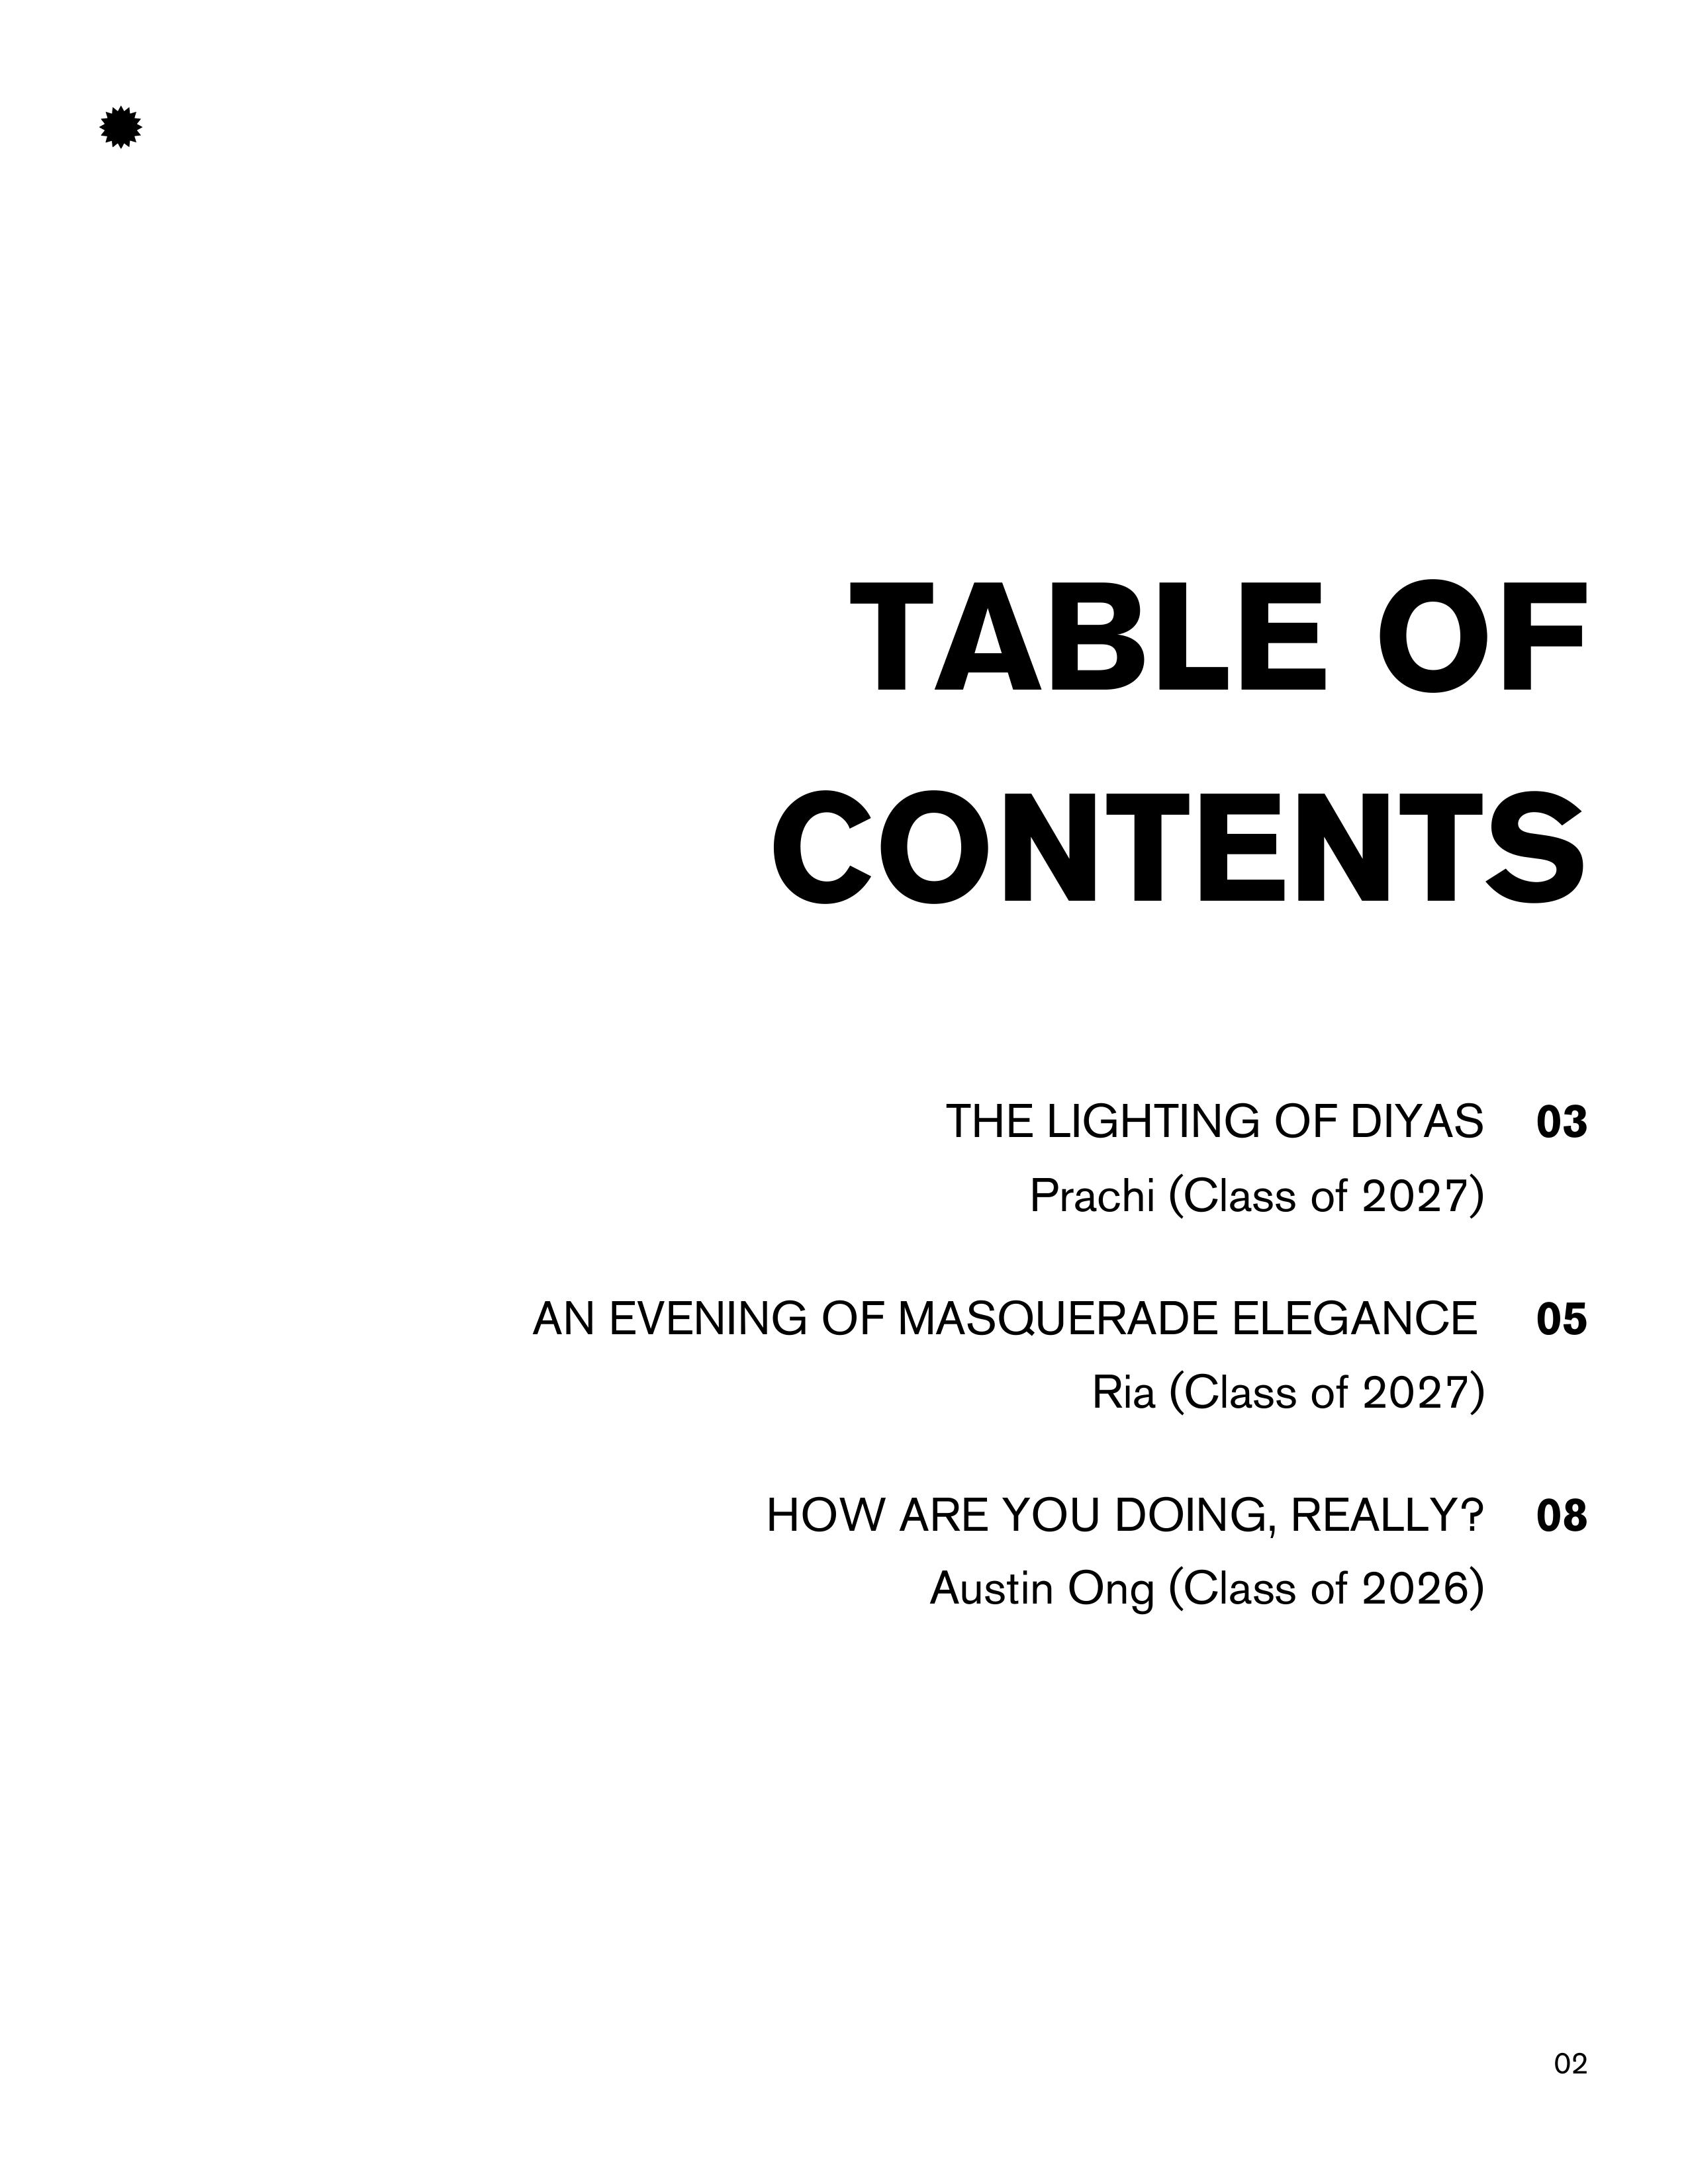 TABLE OF
CONTENTS
THE LIGHTING OF DIYAS 03
Prachi (Class of 2027)
AN EVENING OF MASQUERADE ELEGANCE 05
Ria (Class of 2027)
HOW ARE YOU DOING, REALLY? 08
Austin Ong (Class of 2026)
02